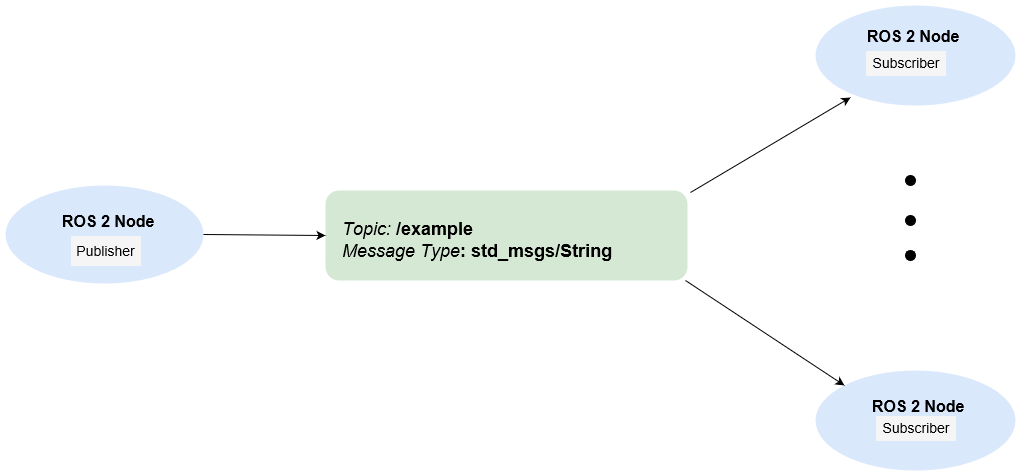 ROS 2 Node
Subscriber
ROS 2 Node
Publisher
Topic: /example
Message Type: std_msgs/String
ROS 2 Node
Subscriber